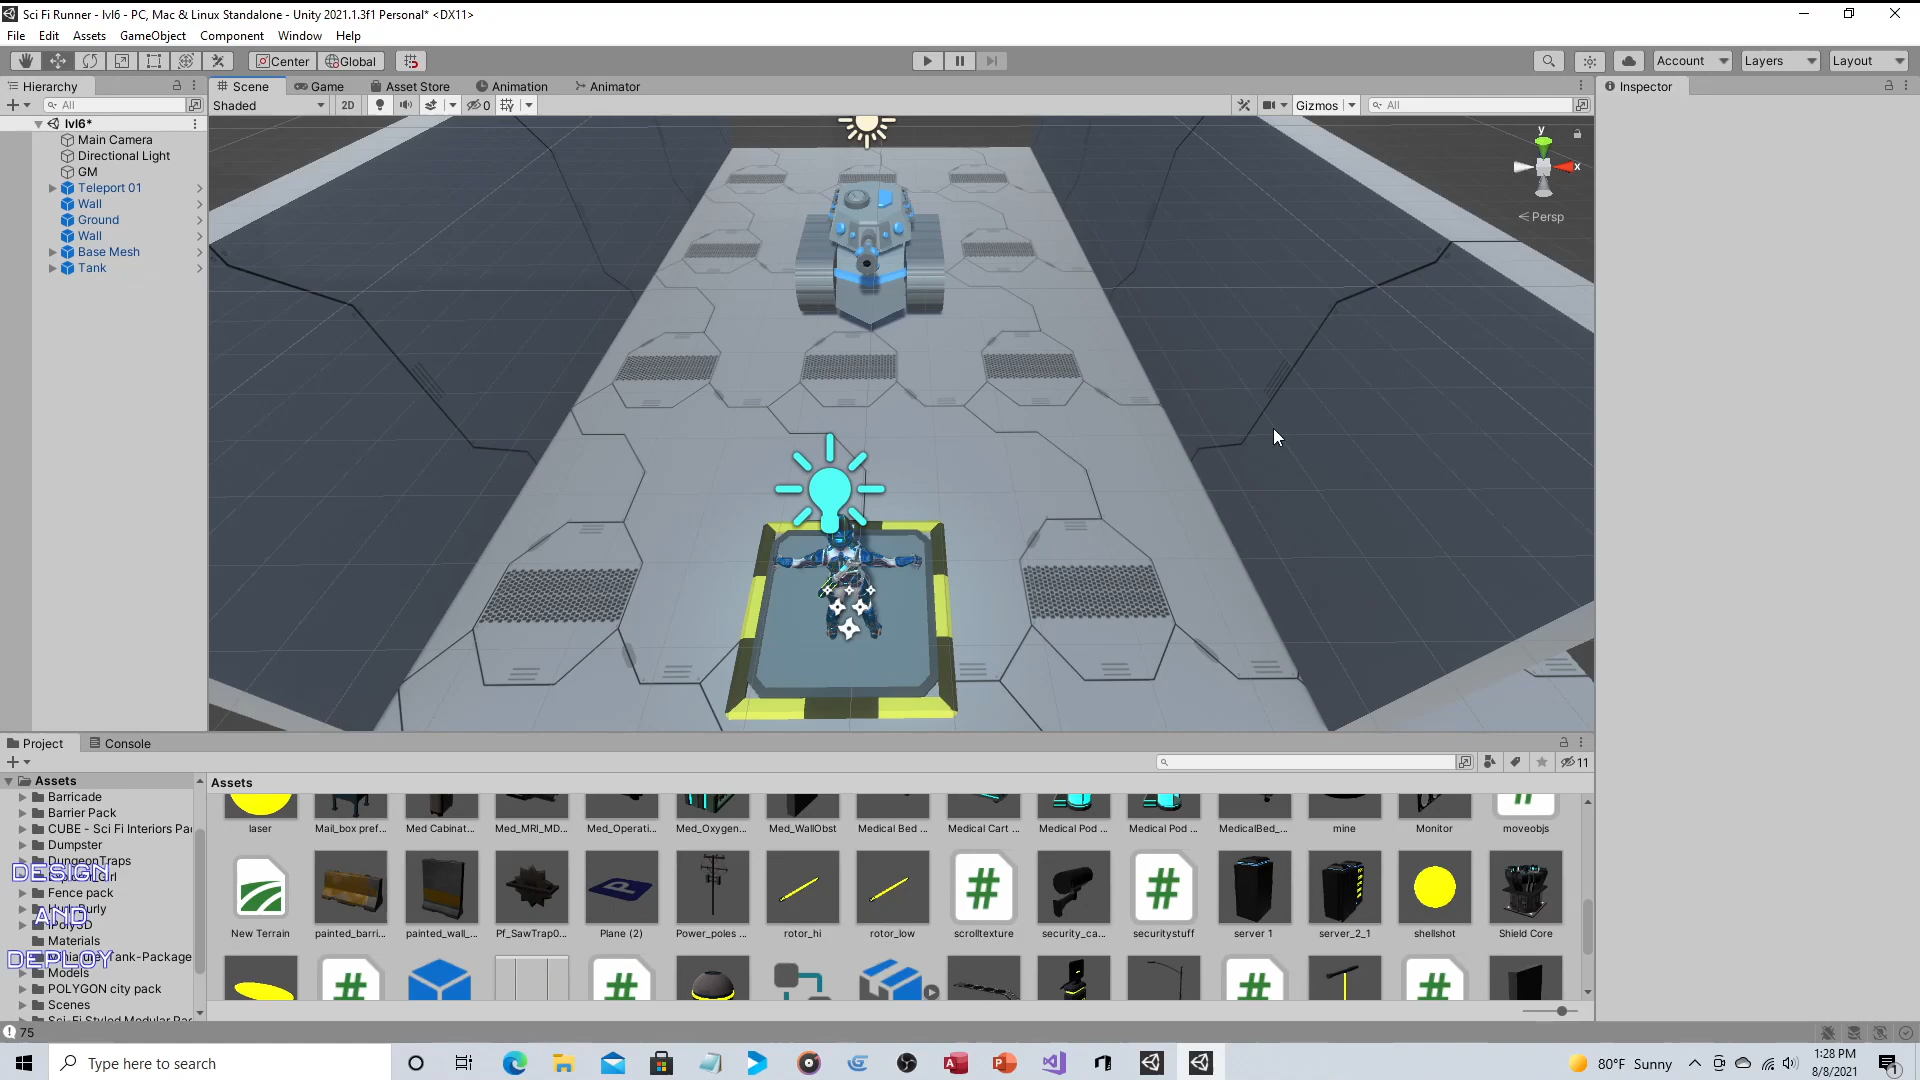 Sci Fi Runner - lvl6 - PC, Mac & Linux Standalone - Unity 2021.1.3f1 Personal* <DX11>
File Edit Assets GameObject Component Window Help
Center Global Account Layers Layout
Hierarchy Scene Game Asset Store Animation Animator Inspector
All Shaded 2D 0 Gizmos All
lvl6*
Main Camera
Directional Light
GM
Teleport 01
Wall
Ground
Wall
Base Mesh
Tank
y
x
Persp
Project Console
11
Assets
Barricade
Barrier Pack
CUBE - Sci Fi Interiors Pa
Dumpster
DungeonTraps
Fence pack
Materials
Models
POLYGON city pack
Scenes
DESIGN
AND
DEPLOY
Assets
laser Mail_box pref... Med Cabinat... Med_MRI_MD... Med_Operati... Med_Oxygen... Med_WallObst Medical Bed ... Medical Cart ... Medical Pod ... Medical Pod ... MedicalBed_... mine Monitor moveobjs
New Terrain painted_barri... painted_wall_... Pf_SawTrap0... Plane (2) Power_poles ... rotor_hi rotor_low scrolltexture security_ca... securitystuff server 1 server_2_1 shellshot Shield Core
75
Type here to search
80°F Sunny
1:28 PM
8/8/2021
1